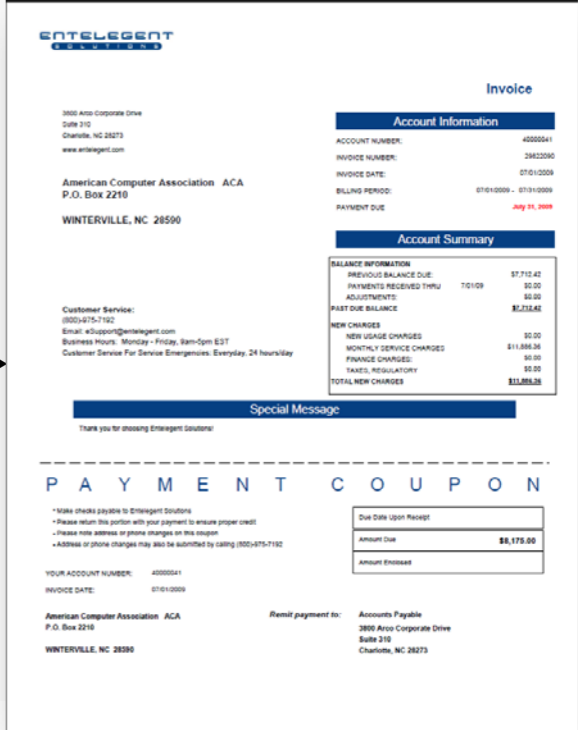 ENTELEGENT
SOLUTIONS
Invoice
3800 Arco Corporate Drive
Suite 310
Charlotte, NC 28273
www.entelegent.com
American Computer Association ACA
P.O. Box 2210
WINTERVILLE, NC 28590
Account Information
ACCOUNT NUMBER: 40000041
INVOICE NUMBER: 29822090
INVOICE DATE: 07/01/2009
BILLING PERIOD: 07/01/2009 - 07/31/2009
PAYMENT DUE July 31, 2009
Account Summary
BALANCE INFORMATION
PREVIOUS BALANCE DUE: $7,712.42
PAYMENTS RECEIVED THRU 7/01/09 $0.00
ADJUSTMENTS: $0.00
PAST DUE BALANCE $7,712.42
NEW CHARGES
NEW USAGE CHARGES $0.00
MONTHLY SERVICE CHARGES $11,886.36
FINANCE CHARGES: $0.00
TAXES, REGULATORY $0.00
TOTAL NEW CHARGES $11,886.36
Customer Service:
(800)-975-7192
Email: eSupport@entelegent.com
Business Hours: Monday - Friday, 9am-5pm EST
Customer Service For Service Emergencies: Everyday, 24 hours/day
Special Message
Thank you for choosing Entelegent Solutions!
PAYMENT COUPON
* Make checks payable to Entelegent Solutions
* Please return this portion with your payment to ensure proper credit
- Please note address or phone changes on this coupon
• Address or phone changes may also be submitted by calling (800)-975-7192
Due Date Upon Receipt
Amount Due $8,175.00
Amount Enclosed
YOUR ACCOUNT NUMBER: 40000041
INVOICE DATE: 07/01/2009
American Computer Association ACA
P.O. Box 2210
WINTERVILLE, NC 28590
Remit payment to: Accounts Payable
3800 Arco Corporate Drive
Suite 310
Charlotte, NC 28273